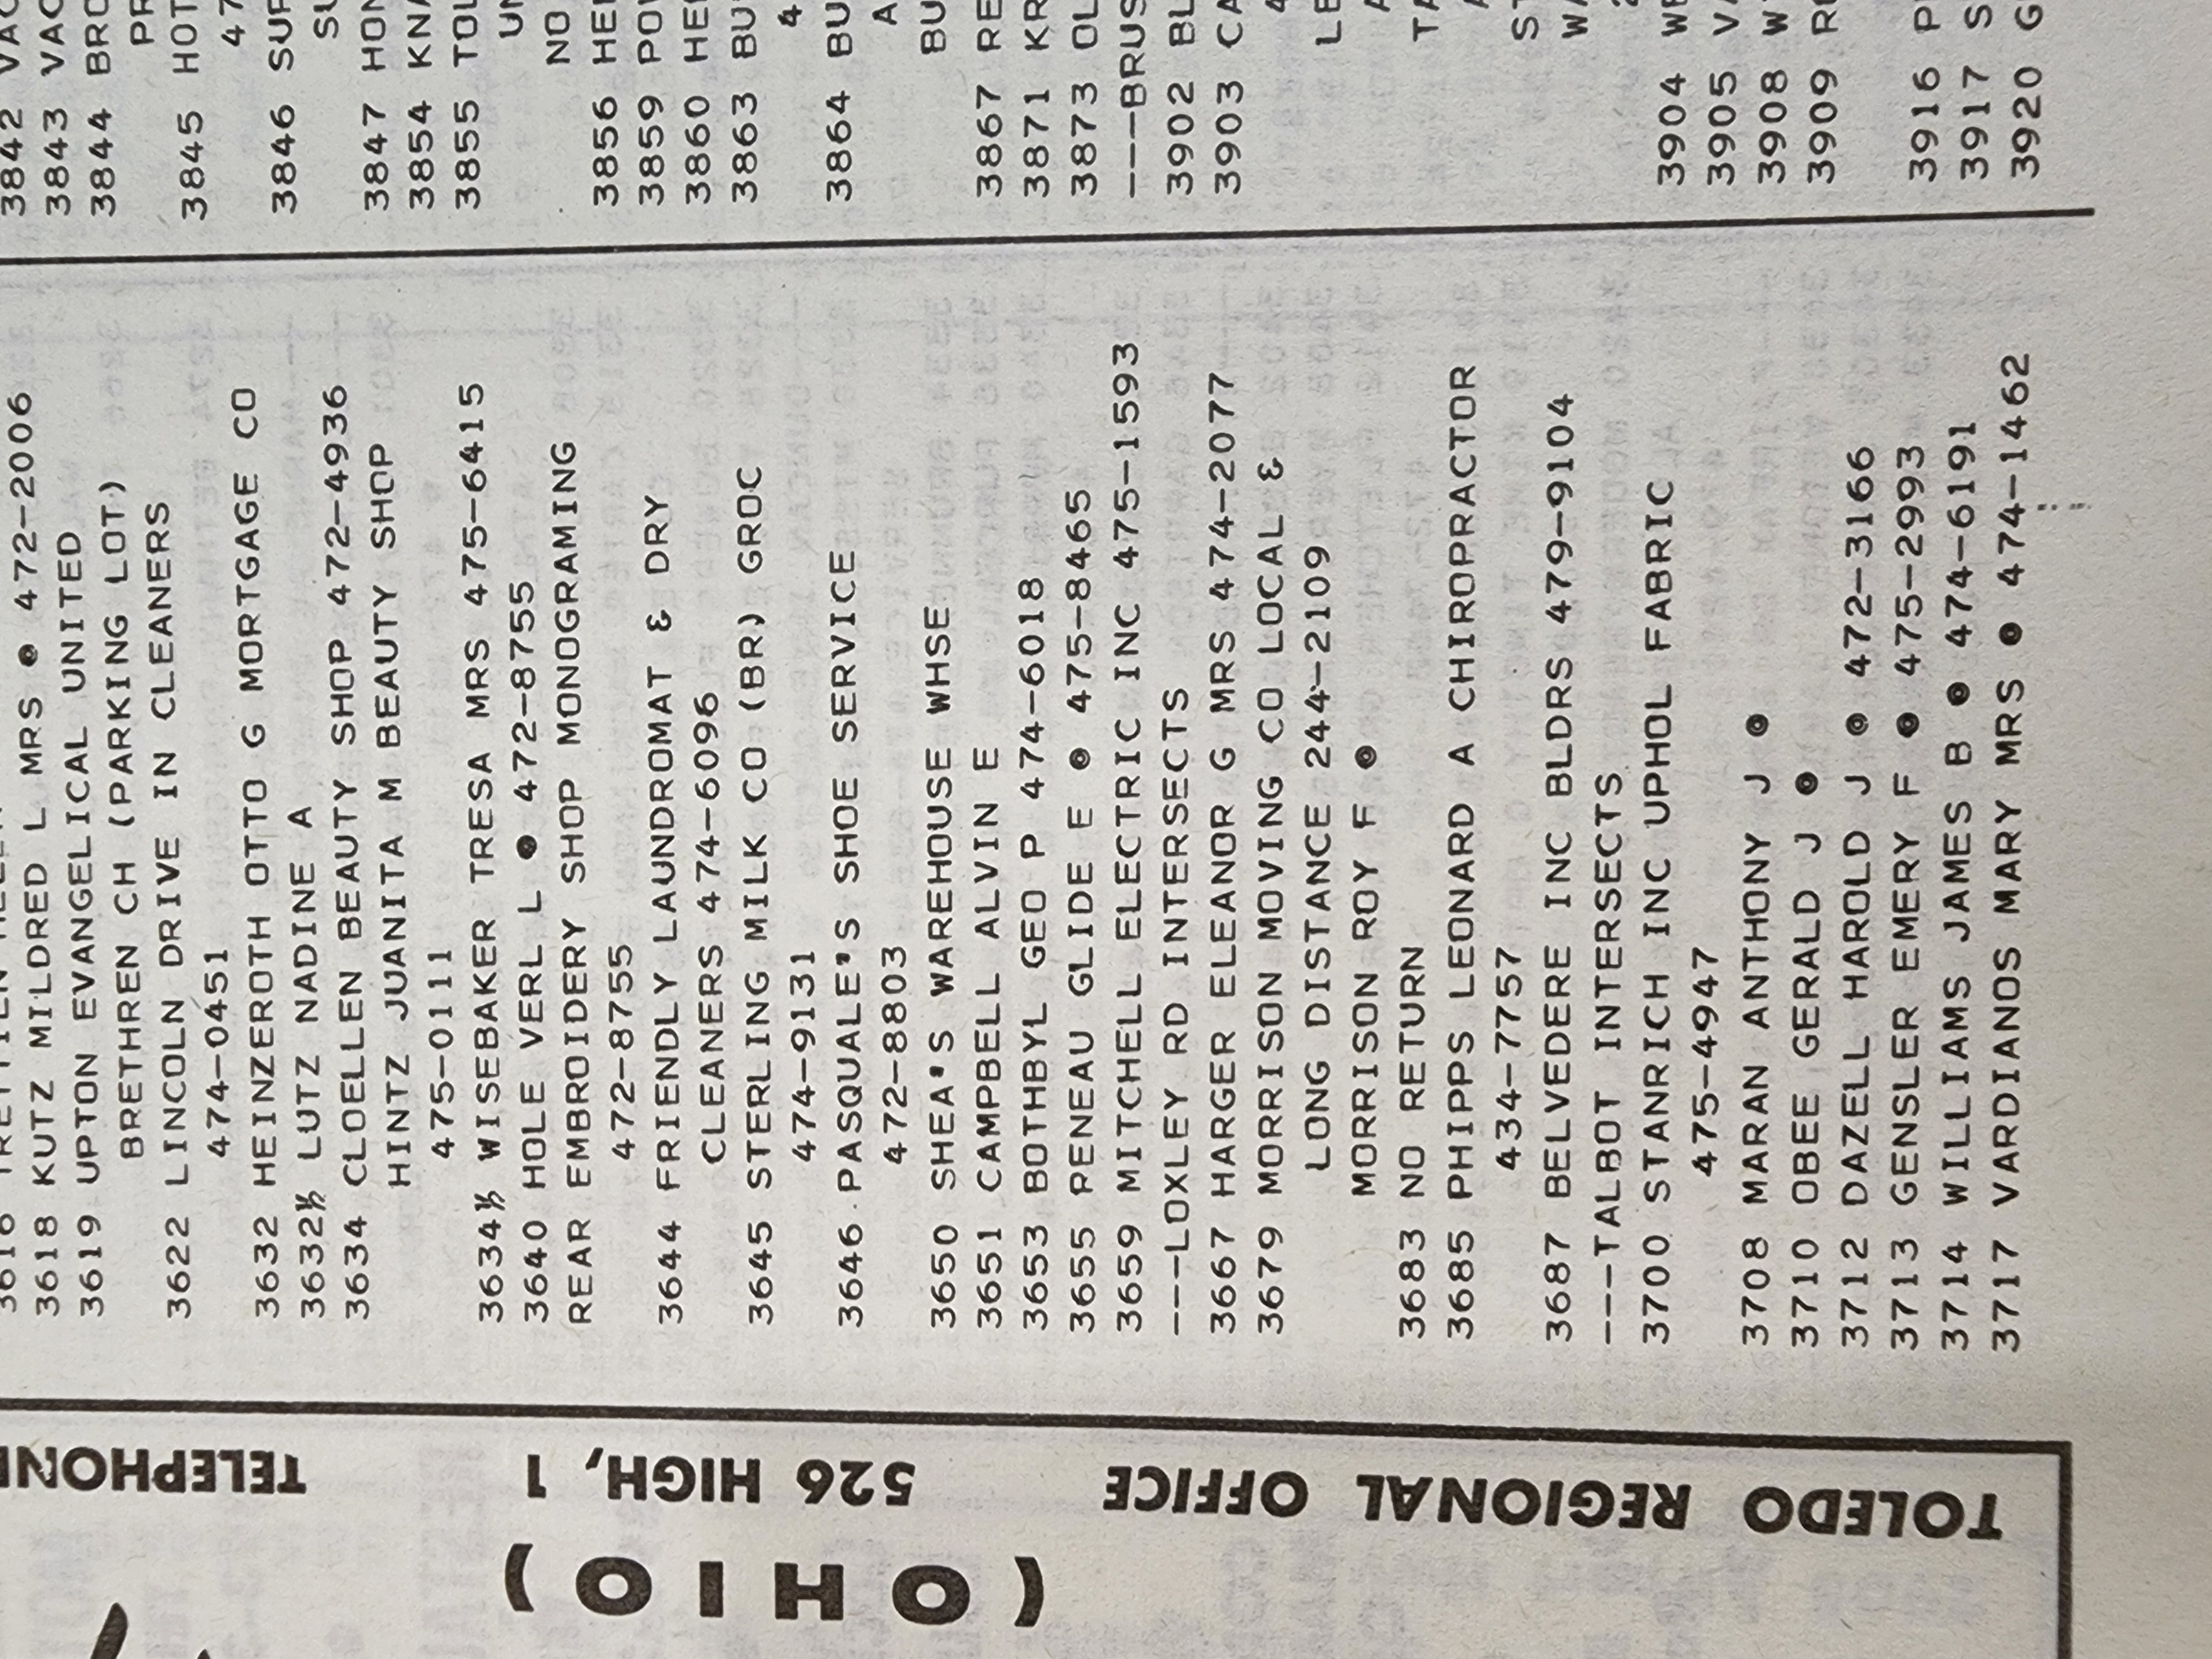 3618 KUTZ MILDRED L MRS ⊙ 472-2006
3619 UPTON EVANGELICAL UNITED
BRETHREN CH (PARKING LOT)
3622 LINCOLN DRIVE IN CLEANERS
474-0451
3632 HEINZEROTH OTTO G MORTGAGE CO
3632½ LUTZ NADINE A
3634 CLOELLEN BEAUTY SHOP 472-4936
HINTZ JUANITA M BEAUTY SHOP
475-0111
3634½ WISEBAKER TRESA MRS 475-6415
3640 HOLE VERL L ⊙ 472-8755
REAR EMBROIDERY SHOP MONOGRAMING
472-8755
3644 FRIENDLY LAUNDROMAT & DRY
CLEANERS 474-6096
3645 STERLING MILK CO (BR) GROC
474-9131
3646 PASQUALE'S SHOE SERVICE
472-8803
3650 SHEA'S WAREHOUSE WHSE
3651 CAMPBELL ALVIN E
3653 BOTHBYL GEO P 474-6018
3655 RENEAU GLIDE E ⊙ 475-8465
3659 MITCHELL ELECTRIC INC 475-1593
---LOXLEY RD INTERSECTS
3667 HARGER ELEANOR G MRS 474-2077
3679 MORRISON MOVING CO LOCAL &
LONG DISTANCE 244-2109
MORRISON ROY F ⊙
3683 NO RETURN
3685 PHIPPS LEONARD A CHIROPRACTOR
434-7757
3687 BELVEDERE INC BLDRS 479-9104
---TALBOT INTERSECTS
3700 STANRICH INC UPHOL FABRIC
475-4947
3708 MARAN ANTHONY J ⊙
3710 OBEE GERALD J ⊙
3712 DAZELL HAROLD J ⊙ 472-3166
3713 GENSLER EMERY F ⊙ 475-2993
3714 WILLIAMS JAMES B ⊙ 474-6191
3717 VARDIANOS MARY MRS ⊙ 474-1462
3842
3843
3844
3845
3846
3847
3854
3855
NO
3856
3859
3860
3863
3864
3867
3871
3873
3902
3903
3904
3905
3908
3909
3916
3917
3920
(OHIO)
TOLEDO REGIONAL OFFICE 526 HIGH, 1